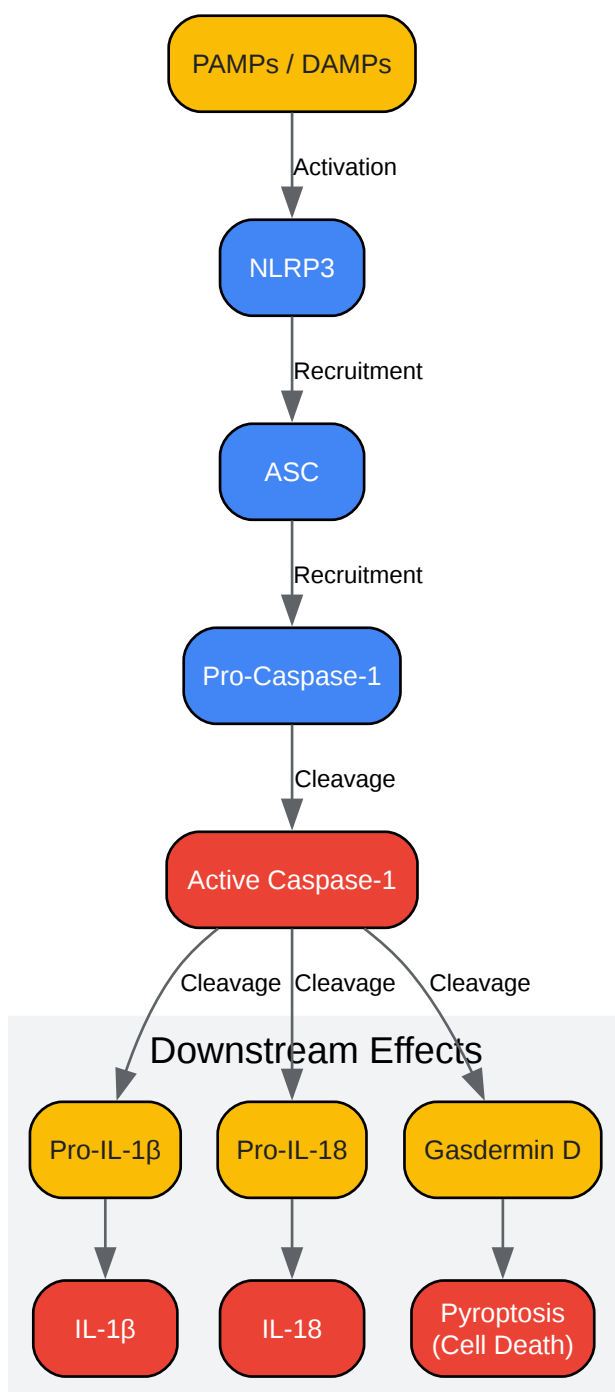 PAMPs / DAMPs
Activation
NLRP3
Recruitment
ASC
Recruitment
Pro-Caspase-1
Cleavage
Active Caspase-1
Cleavage
Cleavage
Cleavage
Downstream Effects
Pro-IL-1β
Pro-IL-18
Gasdermin D
IL-1β
IL-18
Pyroptosis
(Cell Death)